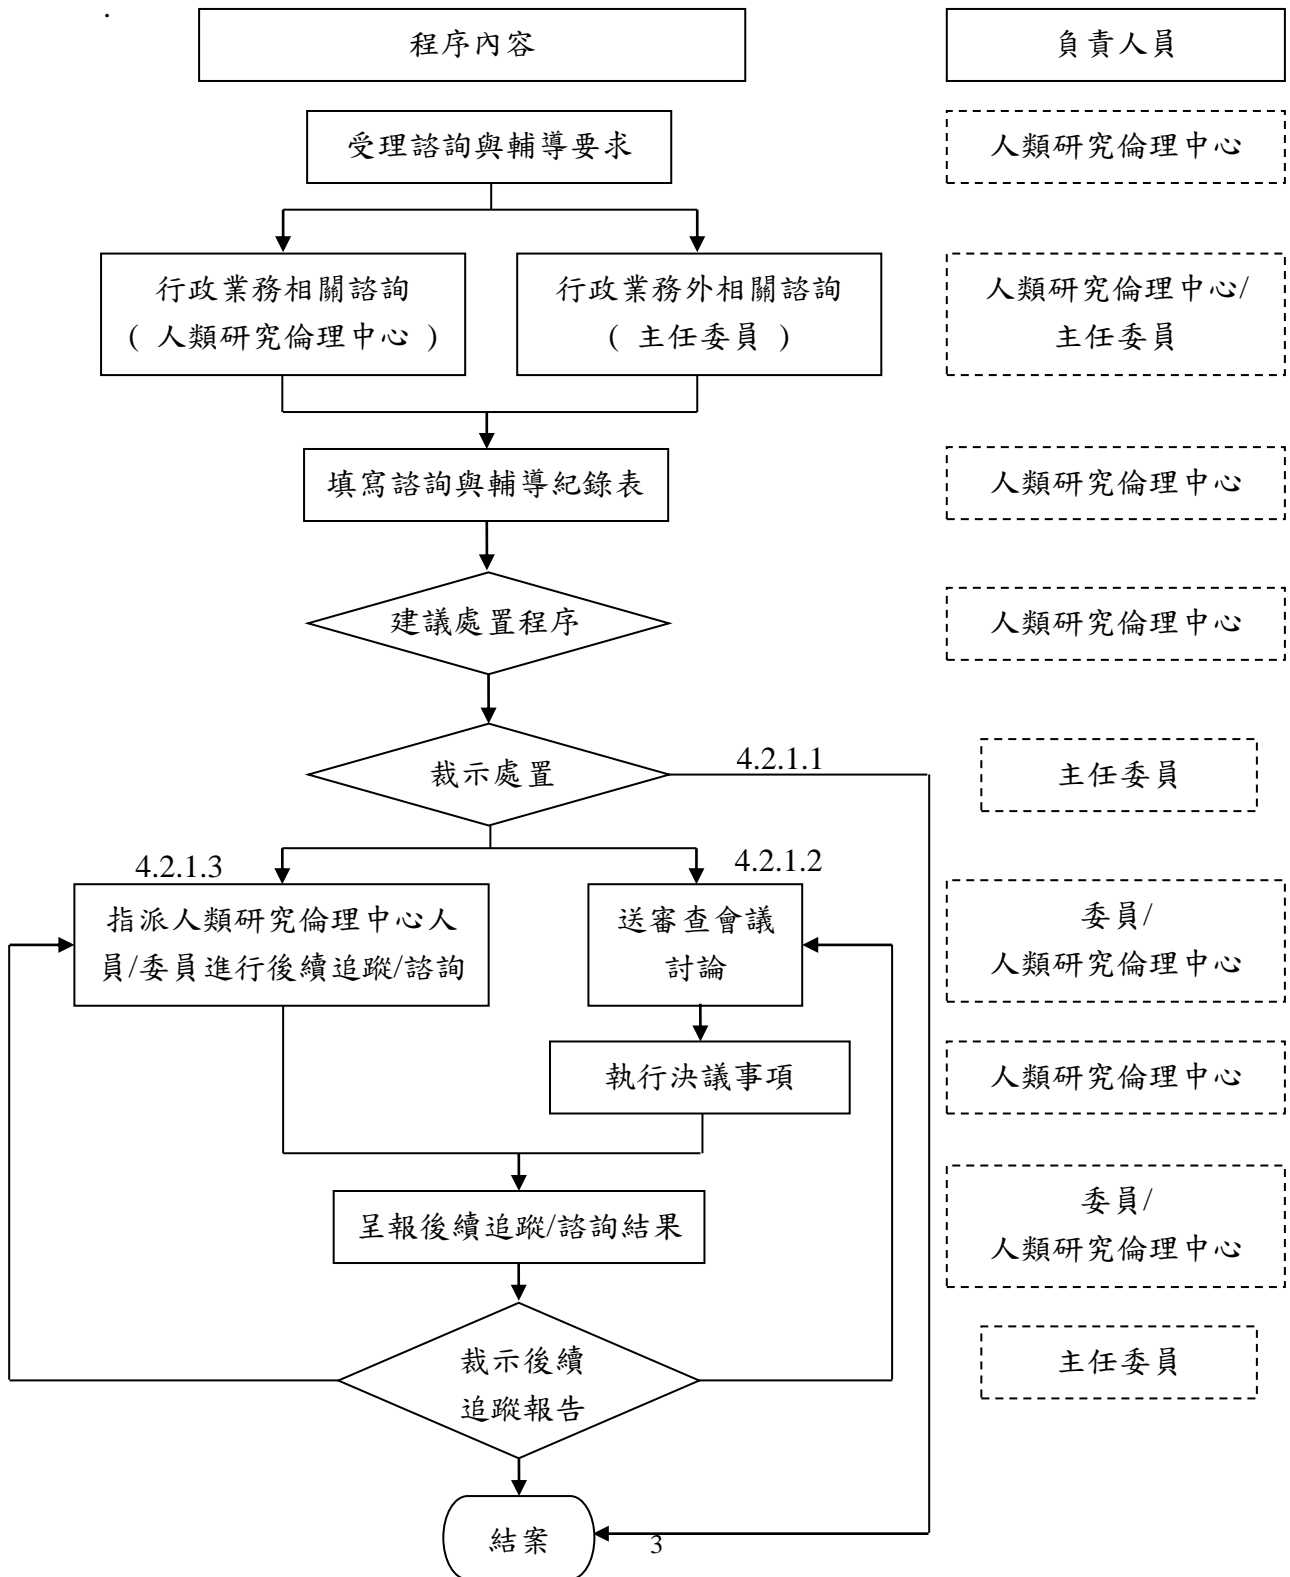 .
程序內容
負責人員
受理諮詢與輔導要求
人類研究倫理中心
行政業務相關諮詢
( 人類研究倫理中心 )
行政業務外相關諮詢
( 主任委員 )
人類研究倫理中心/
主任委員
填寫諮詢與輔導紀錄表
人類研究倫理中心
建議處置程序
人類研究倫理中心
裁示處置
4.2.1.1
主任委員
4.2.1.3
指派人類研究倫理中心人
員/委員進行後續追蹤/諮詢
4.2.1.2
送審查會議
討論
委員/
人類研究倫理中心
執行決議事項
人類研究倫理中心
呈報後續追蹤/諮詢結果
委員/
人類研究倫理中心
裁示後續
追蹤報告
主任委員
結案
3